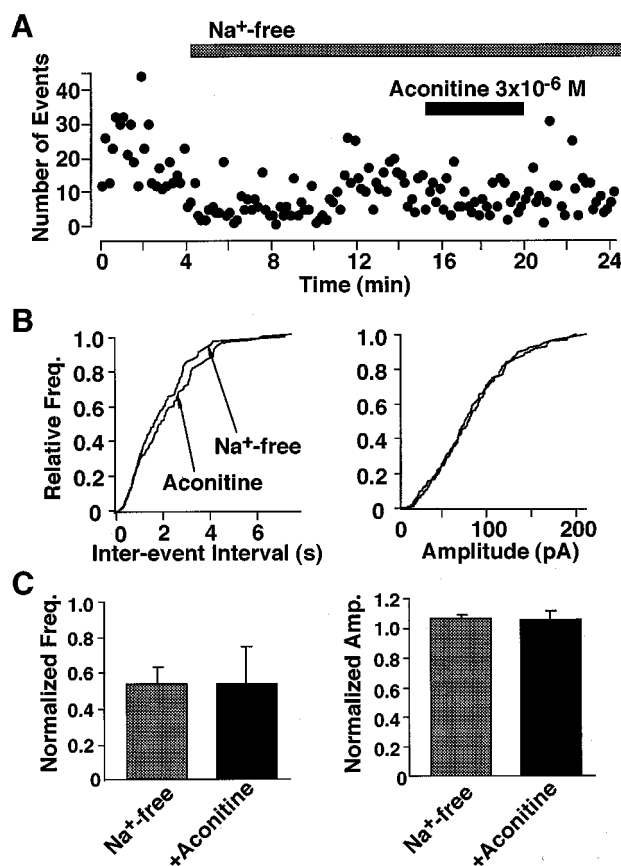 A
Na⁺-free
Aconitine 3x10⁻⁶ M
Number of Events
40
30
20
10
0
0 4 8 12 16 20 24
Time (min)
B
Relative Freq.
1.0
0.8
0.6
0.4
0.2
0
Na⁺-free
Aconitine
0 2 4 6
Inter-event Interval (s)
1.0
0.8
0.6
0.4
0.2
0
0 100 200
Amplitude (pA)
C
Normalized Freq.
1.0
0.8
0.6
0.4
0.2
0
Na⁺-free
+Aconitine
Normalized Amp.
1.2
1.0
0.8
0.6
0.4
0.2
0
Na⁺-free
+Aconitine